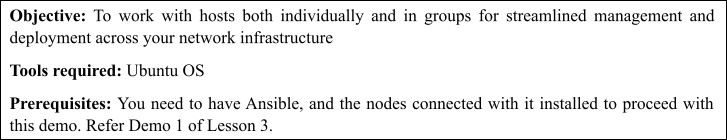 Objective: To work with hosts both individually and in groups for streamlined management and
deployment across your network infrastructure
Tools required: Ubuntu OS
Prerequisites: You need to have Ansible, and the nodes connected with it installed to proceed with
this demo. Refer Demo 1 of Lesson 3.